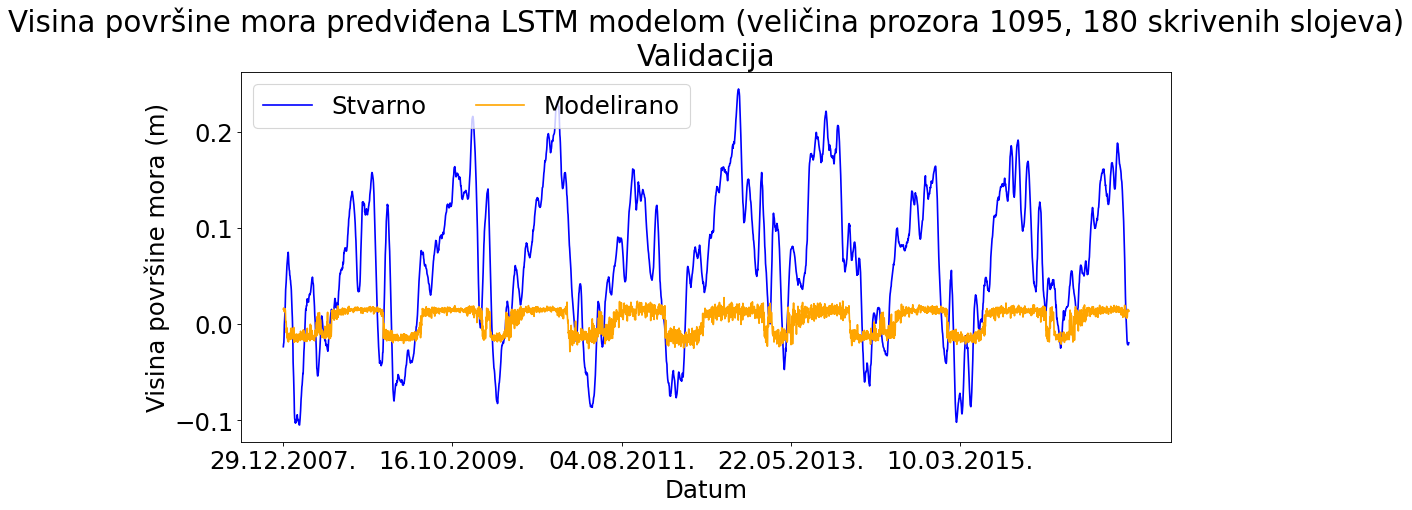 Visina površine mora predviđena LSTM modelom (veličina prozora 1095, 180 skrivenih slojeva)
Validacija
Stvarno Modelirano
Visina površine mora (m)
0.2
0.1
0.0
−0.1
29.12.2007. 16.10.2009. 04.08.2011. 22.05.2013. 10.03.2015.
Datum